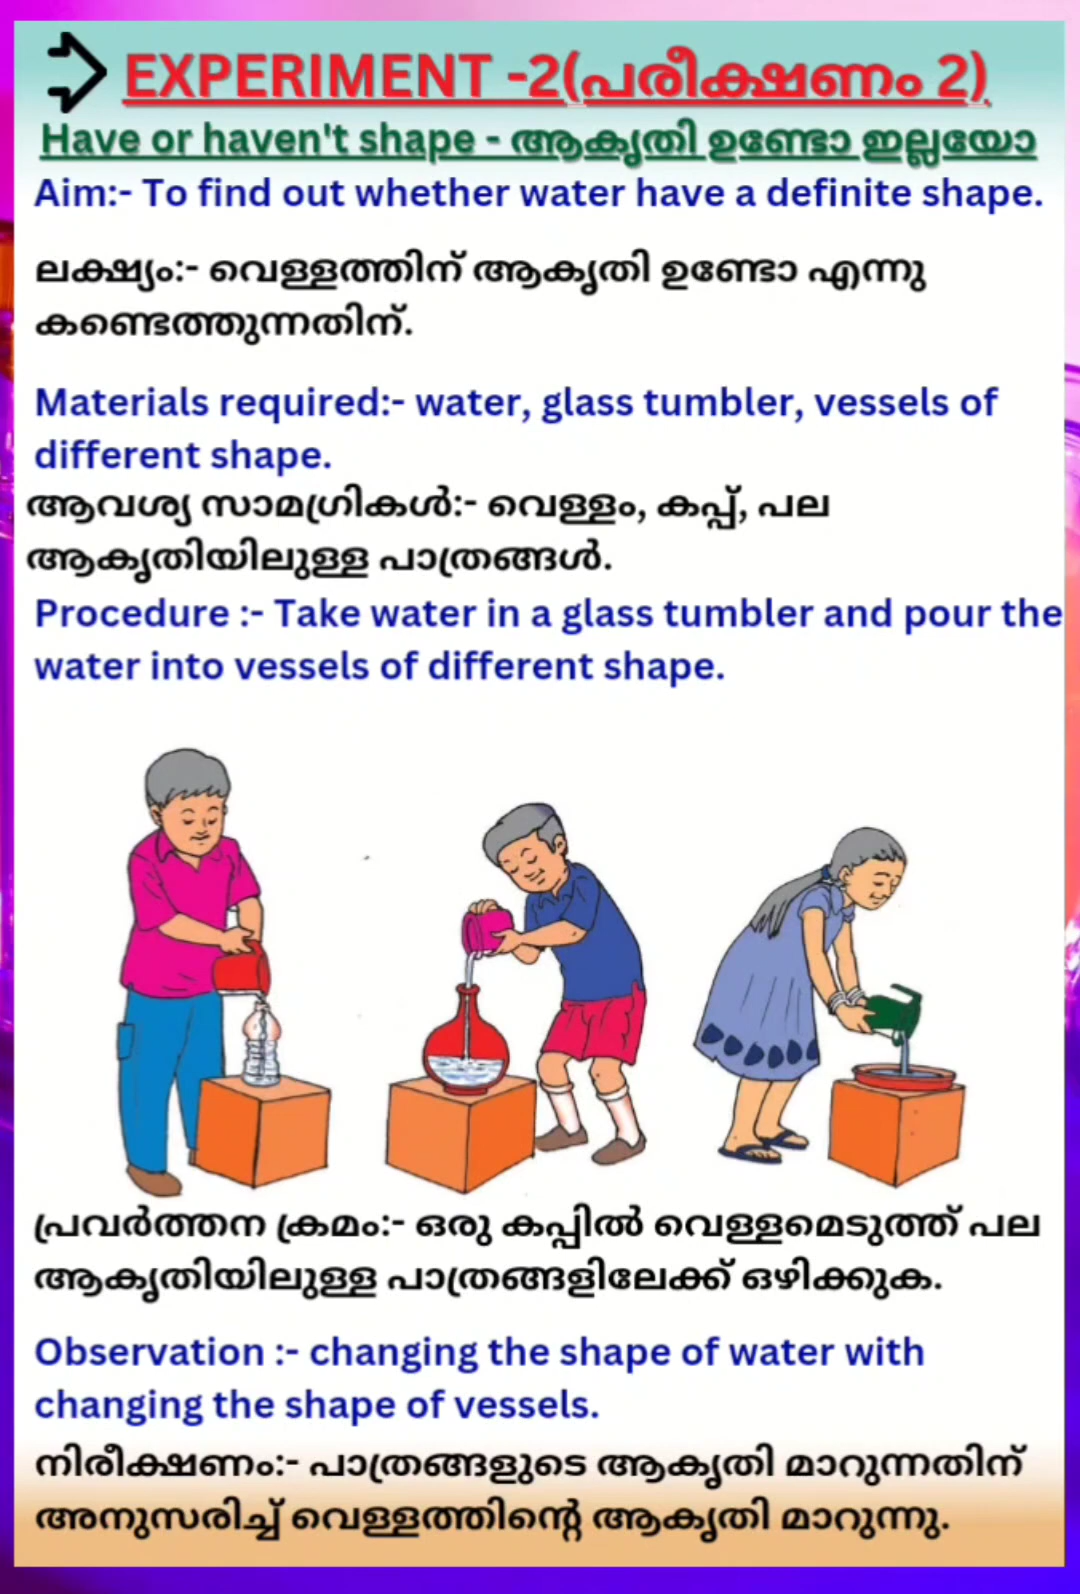 EXPERIMENT -2(പരീക്ഷണം 2)
Have or haven't shape - ആകൃതി ഉണ്ടോ ഇല്ലയോ
Aim:- To find out whether water have a definite shape.
ലക്ഷ്യം:- വെള്ളത്തിന് ആകൃതി ഉണ്ടോ എന്നു
കണ്ടെത്തുന്നതിന്.
Materials required:- water, glass tumbler, vessels of
different shape.
ആവശ്യ സാമഗ്രികൾ:- വെള്ളം, കപ്പ്, പല
ആകൃതിയിലുള്ള പാത്രങ്ങൾ.
Procedure :- Take water in a glass tumbler and pour the
water into vessels of different shape.
പ്രവർത്തന ക്രമം:- ഒരു കപ്പിൽ വെള്ളമെടുത്ത് പല
ആകൃതിയിലുള്ള പാത്രങ്ങളിലേക്ക് ഒഴിക്കുക.
Observation :- changing the shape of water with
changing the shape of vessels.
നിരീക്ഷണം:- പാത്രങ്ങളുടെ ആകൃതി മാറുന്നതിന്
അനുസരിച്ച് വെള്ളത്തിന്റെ ആകൃതി മാറുന്നു.